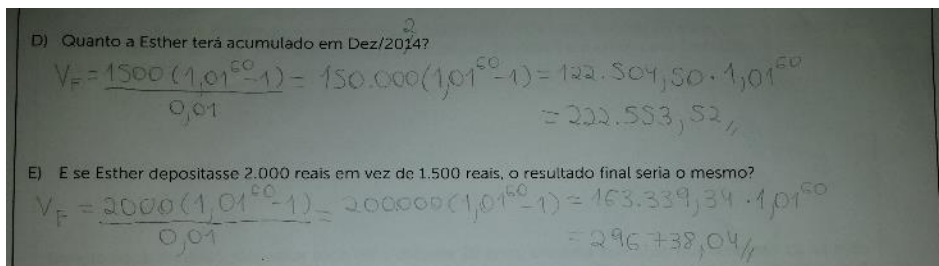 2
D) Quanto a Esther terá acumulado em Dez/2014?
V_F = 1500(1,01^60-1) = 150.000(1,01^60-1) = 122.504,50 . 1,01^60
0,01
= 222.553,52,,
E) E se Esther depositasse 2.000 reais em vez de 1.500 reais, o resultado final seria o mesmo?
V_F = 2000(1,01^60-1) = 200000(1,01^60-1) = 163.339,34 . 1,01^60
0,01
= 296.738,04,,